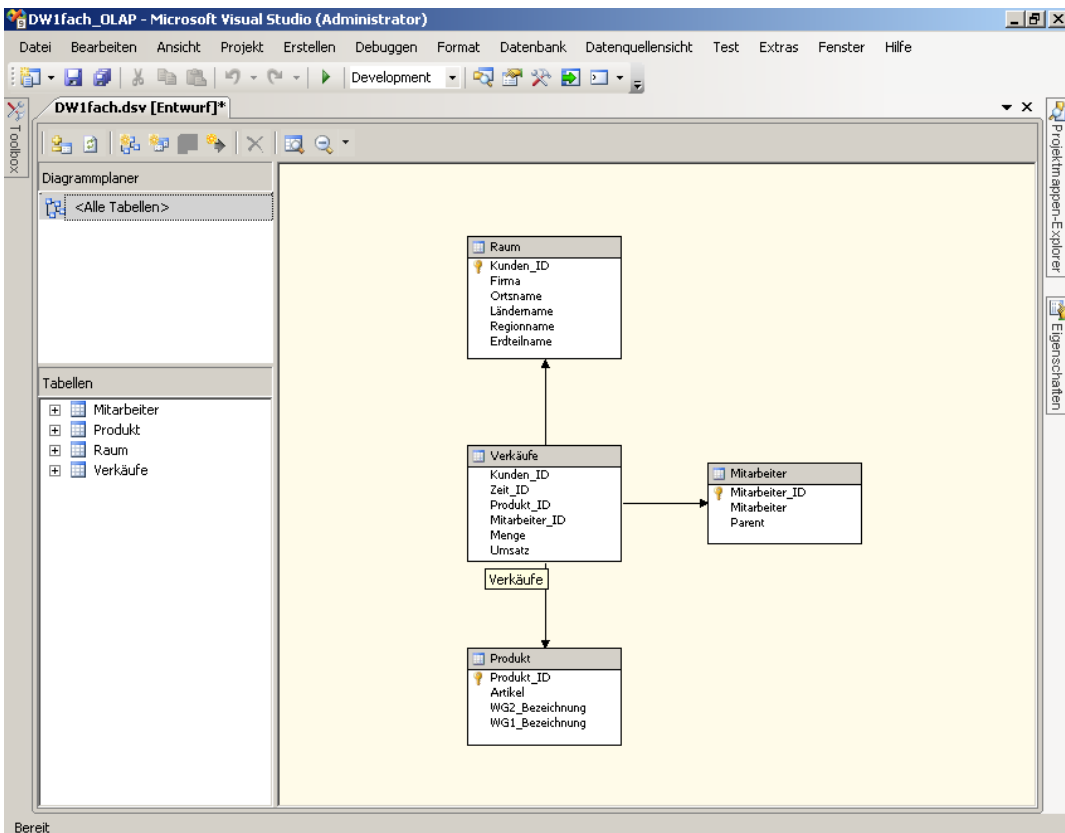 DW1fach_OLAP - Microsoft Visual Studio (Administrator)
Datei Bearbeiten Ansicht Projekt Erstellen Debuggen Format Datenbank Datenquellensicht Test Extras Fenster Hilfe
Development
Toolbox
DW1fach.dsv [Entwurf]*
Projektmappen-Explorer
Eigenschaften
Diagrammplaner
<Alle Tabellen>
Tabellen
Mitarbeiter
Produkt
Raum
Verkäufe
Raum
Kunden_ID
Firma
Ortsname
Ländername
Regionname
Erdteilname
Verkäufe
Kunden_ID
Zeit_ID
Produkt_ID
Mitarbeiter_ID
Menge
Umsatz
Verkäufe
Mitarbeiter
Mitarbeiter_ID
Mitarbeiter
Parent
Produkt
Produkt_ID
Artikel
WG2_Bezeichnung
WG1_Bezeichnung
Bereit